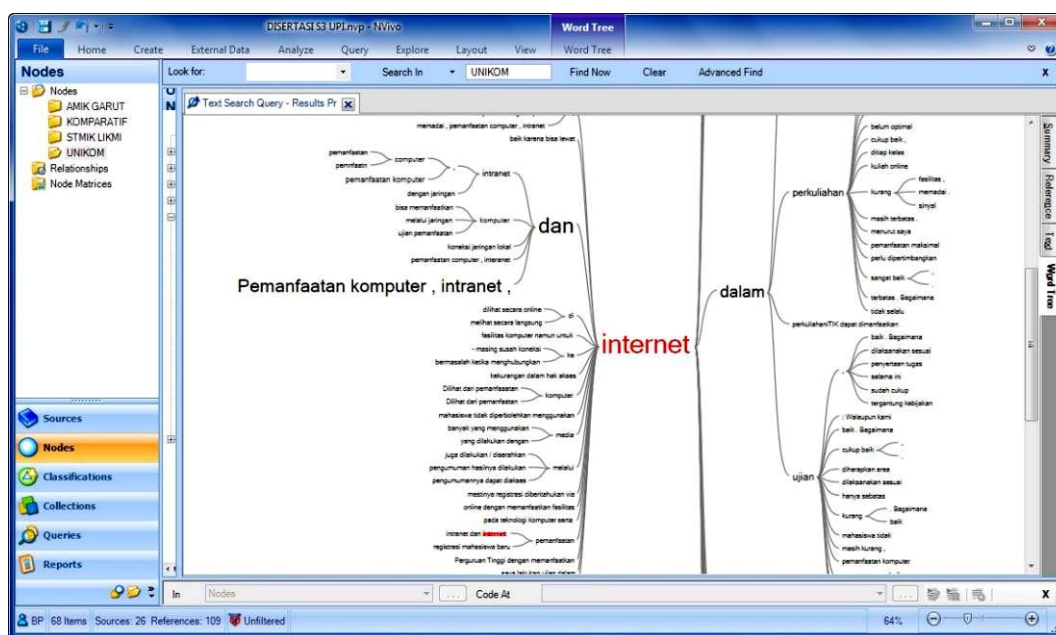 DISERTASI S3 UPI.nvp - NVivo
Word Tree
File Home Create External Data Analyze Query Explore Layout View Word Tree
Nodes
Look for: Search In UNIKOM Find Now Clear Advanced Find X
Nodes
AMIK GARUT
KOMPARATIF
STMIK LIKMI
UNIKOM
Relationships
Node Matrices
U
N
Text Search Query - Results Pr
memadai , pemanfaatan computer , intranet
baik karena bisa lewat
pemanfaatan
pemnfaatn
computer
,
pemanfaatan komputer
intranet
dengan jaringan
bisa memanfaatkan
melalui jaringan
komputer
ujian pemanfaatan
dan
koneksi jaringan lokal
pemanfaatan computer , interanet
Pemanfaatan komputer , intranet ,
dilihat secara online
di
melihat secara langsung
fasilitas komputer namun untuk
- masing susah koneksi
ke
bermasalah ketika menghubungkan
kekurangan dalam hak akses
Dilihat dari pemanfaaatan
komputer
Dilihat dari pemanfaatan
mahasiswa tidak diperbolehkan menggunakan
banyak yang menggunakan
media
yang dilakukan dengan
juga dilakukan / diserahkan
pengumuman hasilnya dilakukan
melalui
pengumumannya dapat diakses
mestinya registrasi diberitahukan via
online dengan memanfaatkan fasilitas
pada teknologi komputer serta
intranet dan internet
pemanfaatan
registrasi mahasiswa baru
Perguruan Tinggi dengan memanfaatkan
saya lakukan ujian dalam
internet
dalam
perkuliahan
belum optimal
cukup baik ,
ditiap kelas
kuliah online
kurang
fasilitas ,
memadai .
sinyal
masih terbatas .
menurut saya
pemanfaatan maksimal
perlu dipertimbangkan
sangat baik
terbatas . Bagaimana
tidak selalu
perkuliahanTIK dapat dimanfaatkan
ujian
baik . Bagaimana
dilaksanakan sesuai
penyertaan tugas
selama ini
sudah cukup
tergantung kebijakan
: Walaupun kami
baik . Bagaimana
cukup baik
diharapkan area
dilaksanakan sesuai
hanya sebatas
kurang
. Bagaimana
baik
mahasiswa tidak
masih kurang ,
pemanfaatan komputer
Summary
Reference
Text
Word Tree
Sources
Nodes
Classifications
Collections
Queries
Reports
In Nodes ... Code At ... X
BP 68 Items Sources: 26 References: 109 Unfiltered 64%